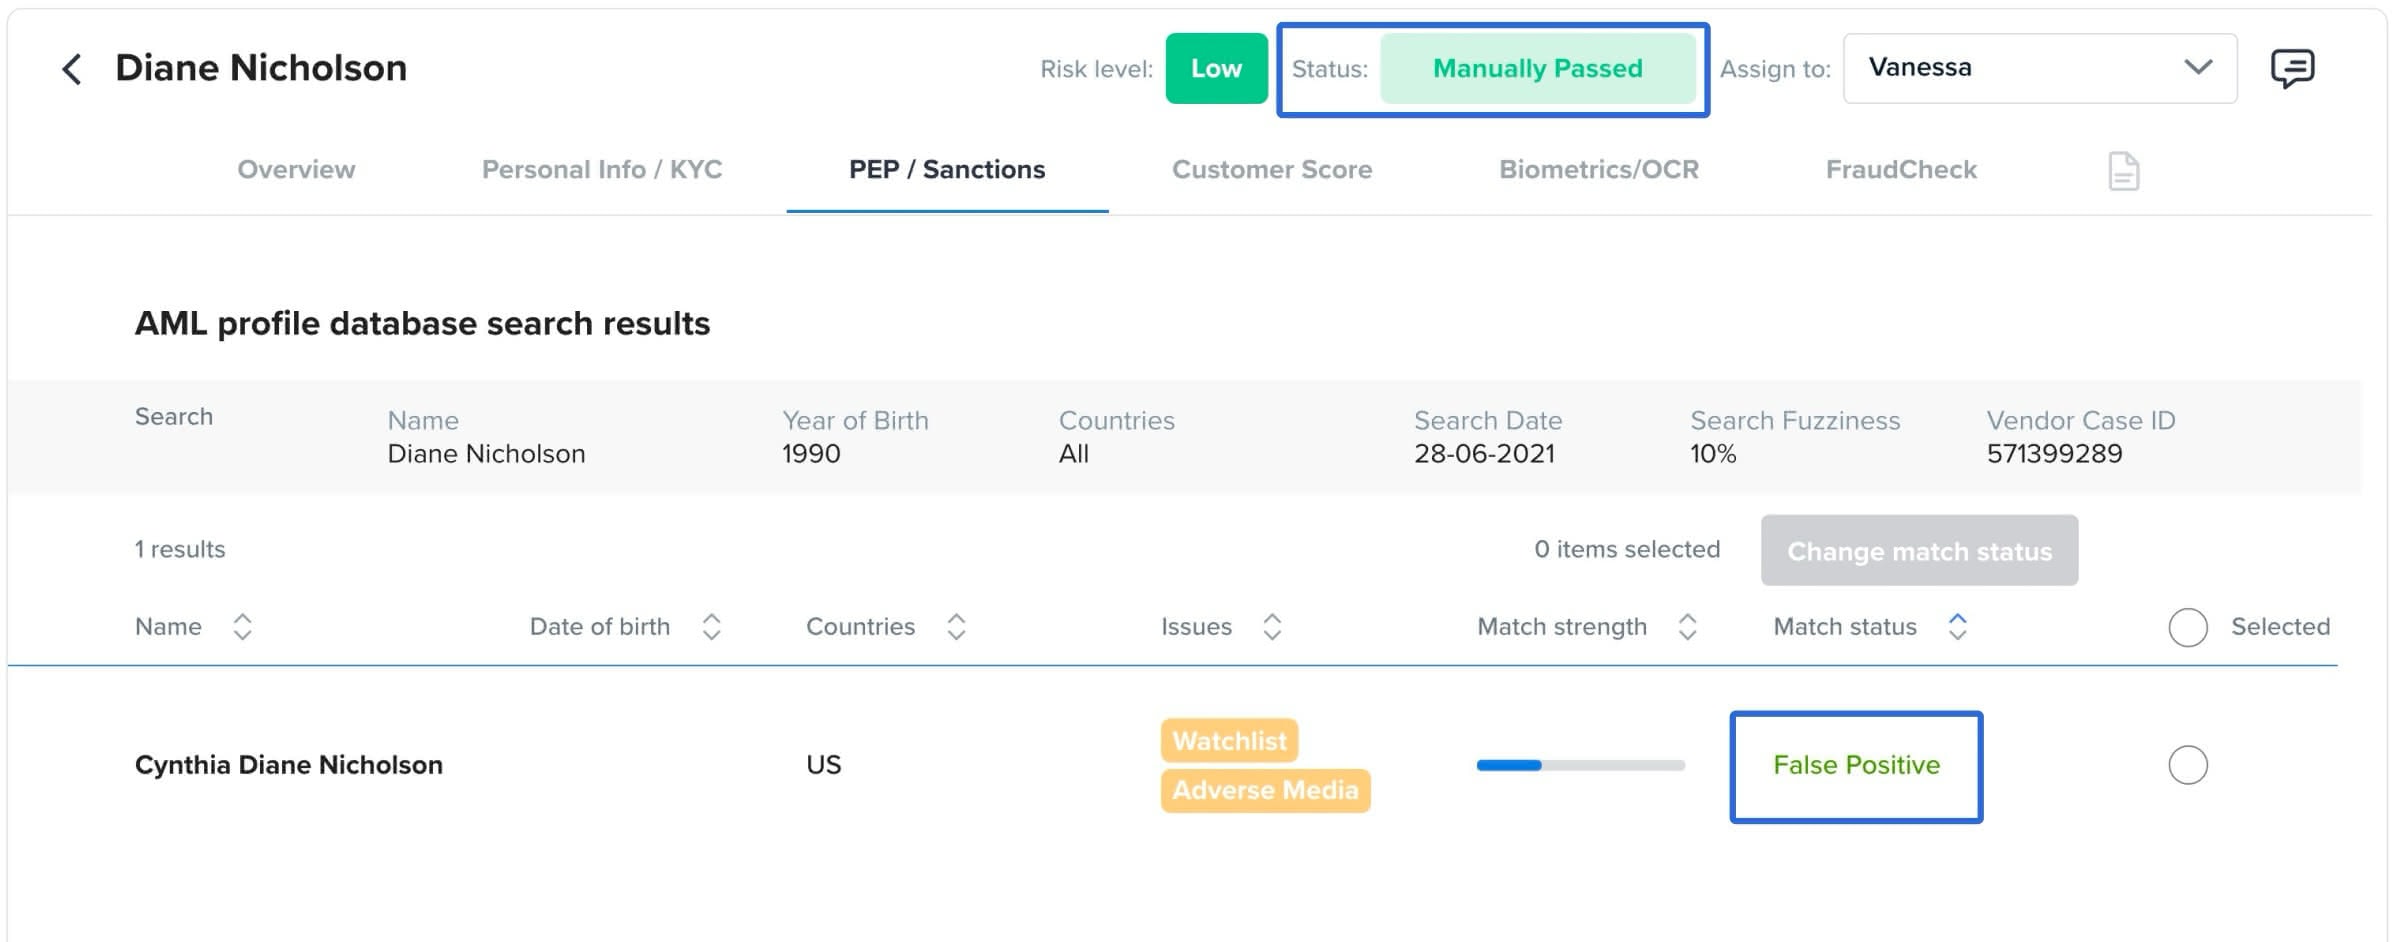 Diane Nicholson
Risk level: Low Status: Manually Passed Assign to: Vanessa
Overview Personal Info / KYC PEP / Sanctions Customer Score Biometrics/OCR FraudCheck
AML profile database search results
Search Name Year of Birth Countries Search Date Search Fuzziness Vendor Case ID
Diane Nicholson 1990 All 28-06-2021 10% 571399289
1 results 0 items selected Change match status
Name Date of birth Countries Issues Match strength Match status Selected
Cynthia Diane Nicholson US Watchlist False Positive
Adverse Media